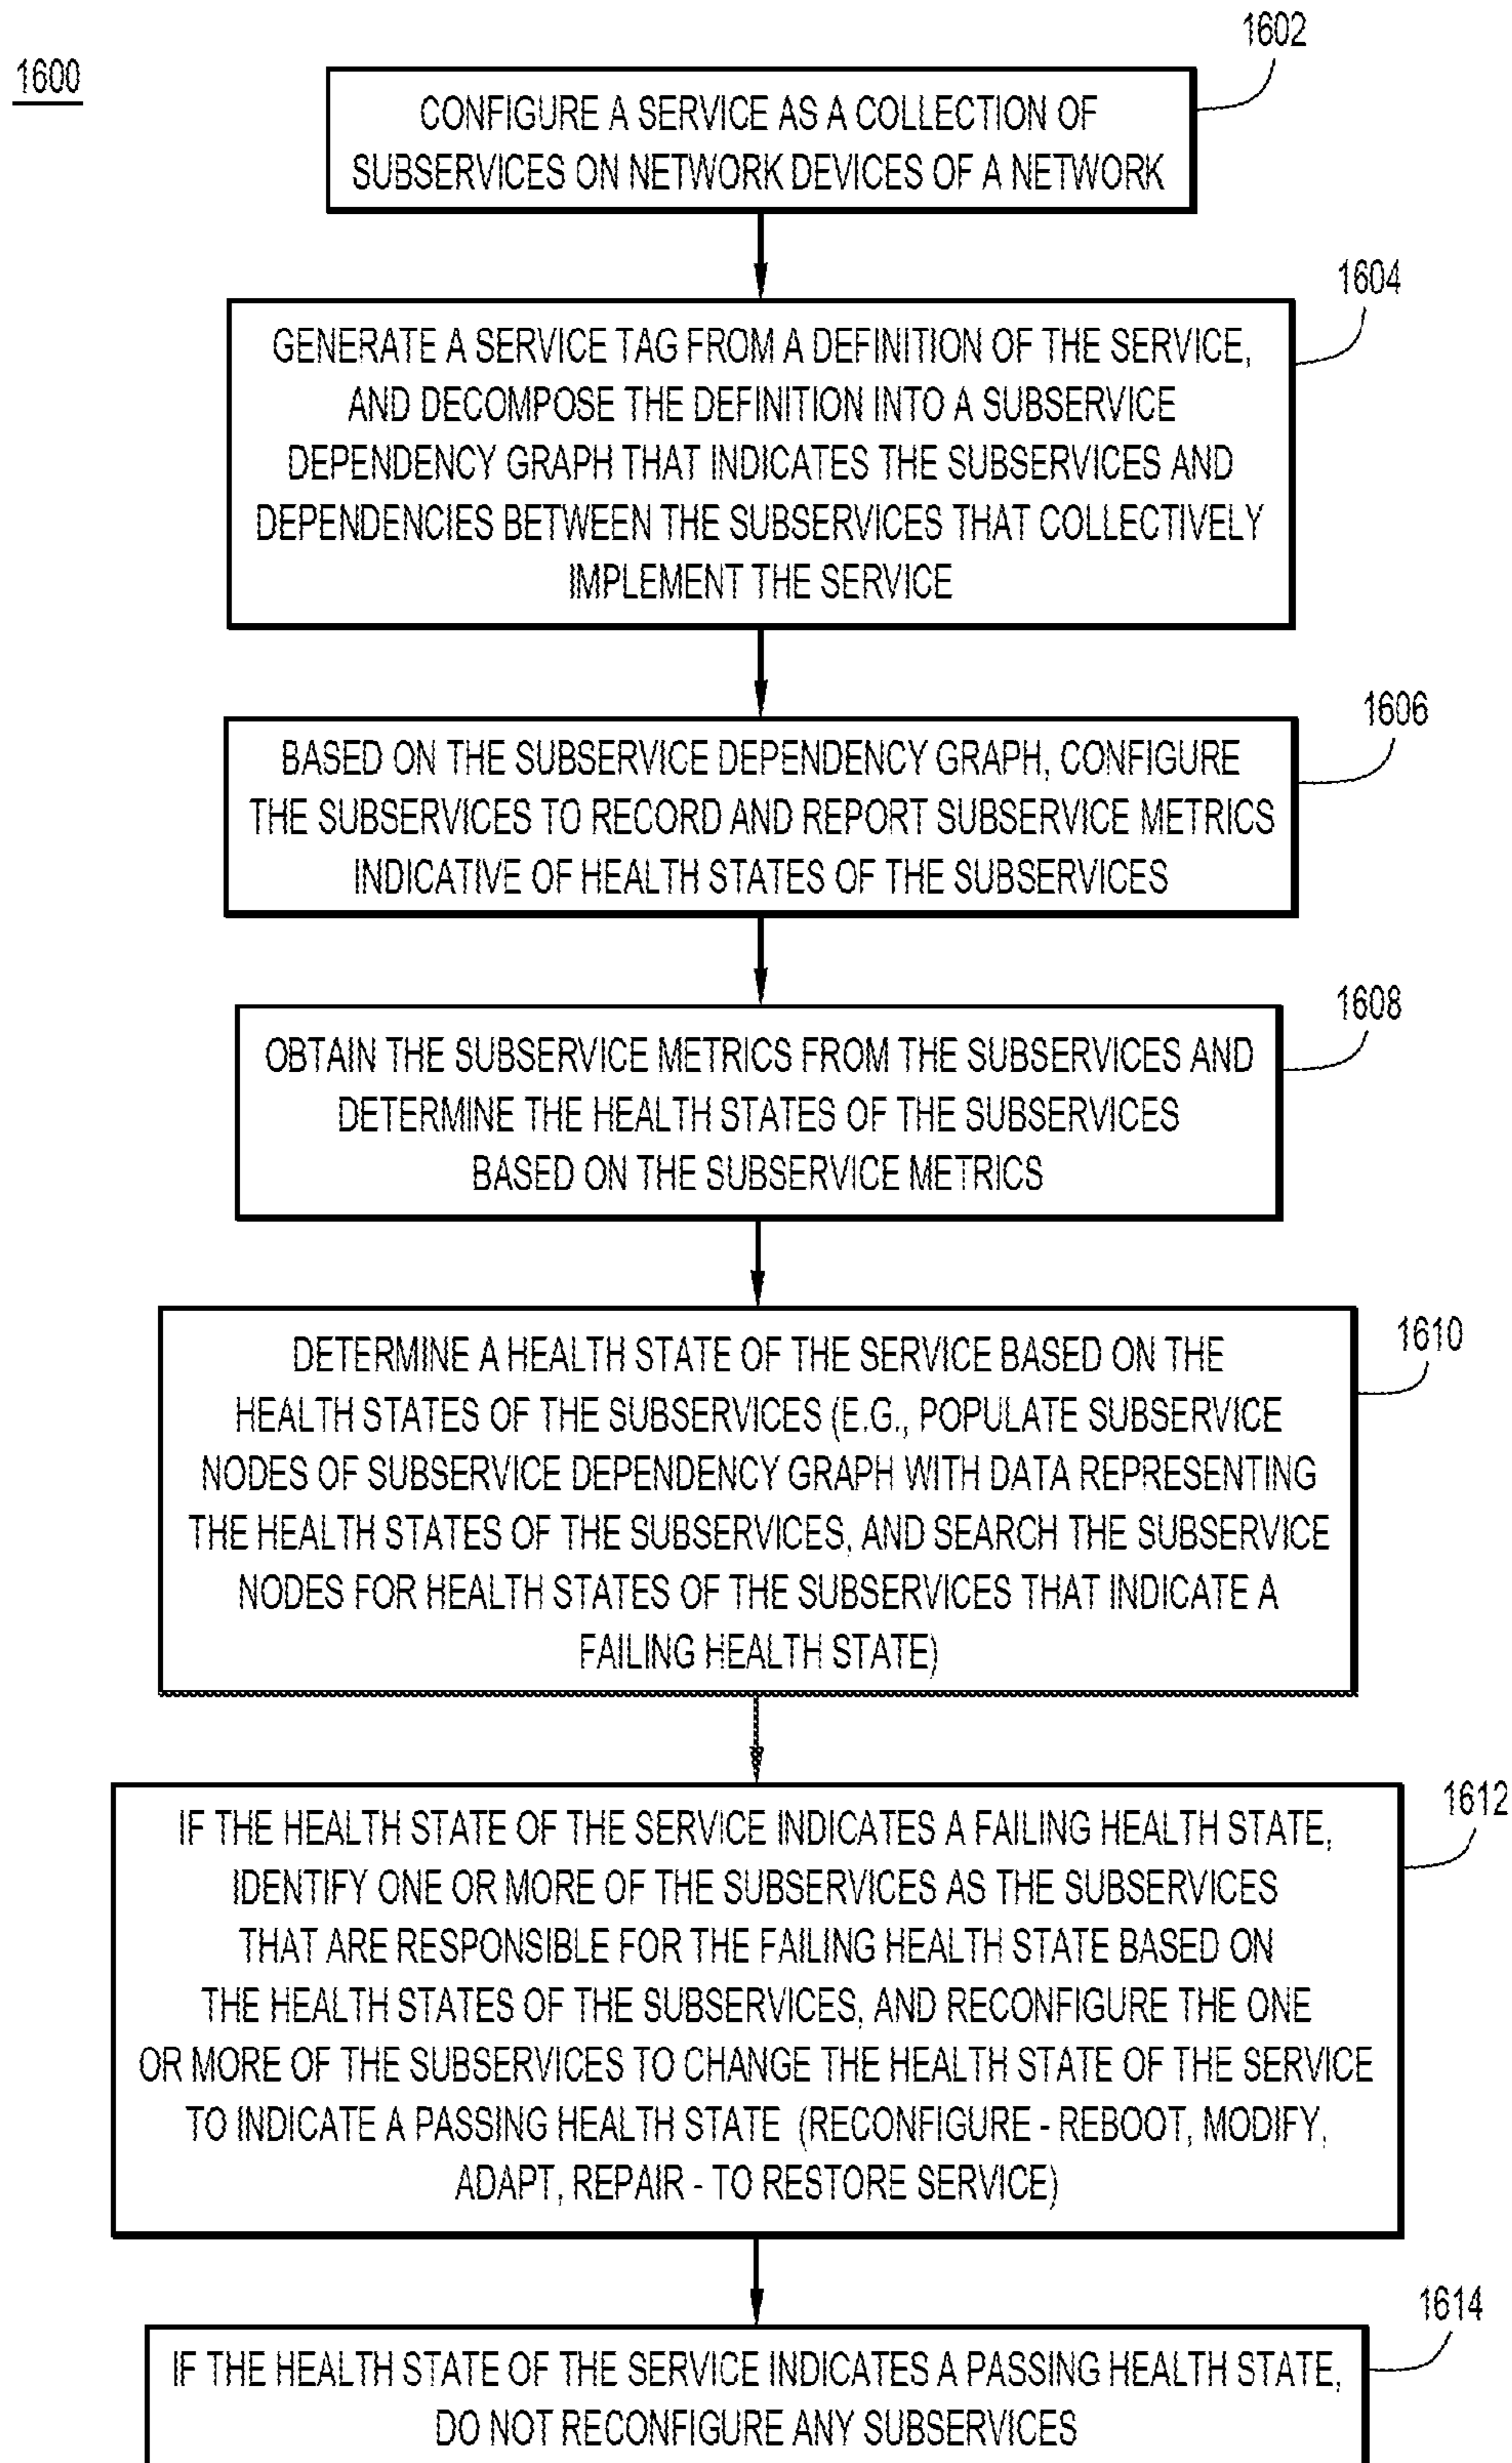 1600
1602
CONFIGURE A SERVICE AS A COLLECTION OF
SUBSERVICES ON NETWORK DEVICES OF A NETWORK
1604
GENERATE A SERVICE TAG FROM A DEFINITION OF THE SERVICE,
AND DECOMPOSE THE DEFINITION INTO A SUBSERVICE
DEPENDENCY GRAPH THAT INDICATES THE SUBSERVICES AND
DEPENDENCIES BETWEEN THE SUBSERVICES THAT COLLECTIVELY
IMPLEMENT THE SERVICE
1606
BASED ON THE SUBSERVICE DEPENDENCY GRAPH, CONFIGURE
THE SUBSERVICES TO RECORD AND REPORT SUBSERVICE METRICS
INDICATIVE OF HEALTH STATES OF THE SUBSERVICES
1608
OBTAIN THE SUBSERVICE METRICS FROM THE SUBSERVICES AND
DETERMINE THE HEALTH STATES OF THE SUBSERVICES
BASED ON THE SUBSERVICE METRICS
1610
DETERMINE A HEALTH STATE OF THE SERVICE BASED ON THE
HEALTH STATES OF THE SUBSERVICES (E.G., POPULATE SUBSERVICE
NODES OF SUBSERVICE DEPENDENCY GRAPH WITH DATA REPRESENTING
THE HEALTH STATES OF THE SUBSERVICES, AND SEARCH THE SUBSERVICE
NODES FOR HEALTH STATES OF THE SUBSERVICES THAT INDICATE A
FAILING HEALTH STATE)
1612
IF THE HEALTH STATE OF THE SERVICE INDICATES A FAILING HEALTH STATE,
IDENTIFY ONE OR MORE OF THE SUBSERVICES AS THE SUBSERVICES
THAT ARE RESPONSIBLE FOR THE FAILING HEALTH STATE BASED ON
THE HEALTH STATES OF THE SUBSERVICES, AND RECONFIGURE THE ONE
OR MORE OF THE SUBSERVICES TO CHANGE THE HEALTH STATE OF THE SERVICE
TO INDICATE A PASSING HEALTH STATE (RECONFIGURE - REBOOT, MODIFY,
ADAPT, REPAIR - TO RESTORE SERVICE)
1614
IF THE HEALTH STATE OF THE SERVICE INDICATES A PASSING HEALTH STATE,
DO NOT RECONFIGURE ANY SUBSERVICES